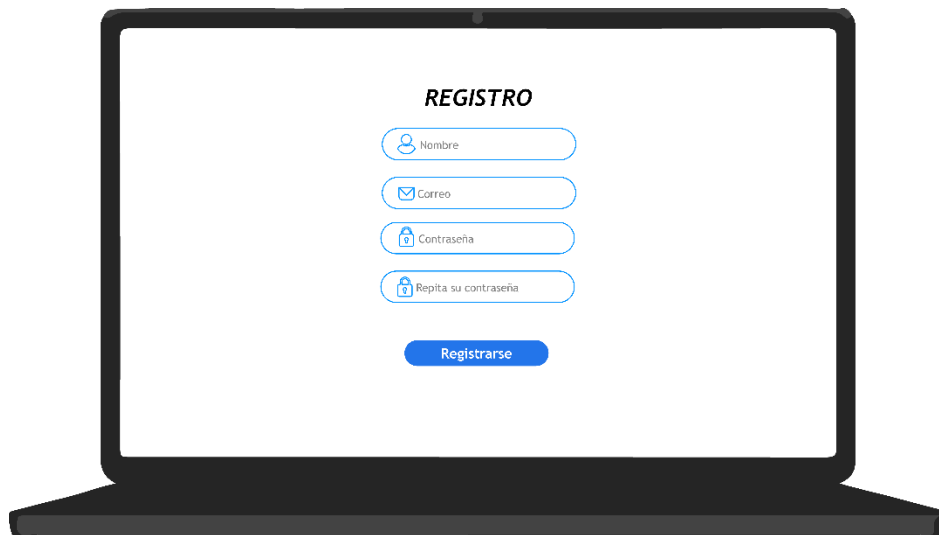 REGISTRO
Nombre
Correo
Contraseña
Repita su contraseña
Registrarse